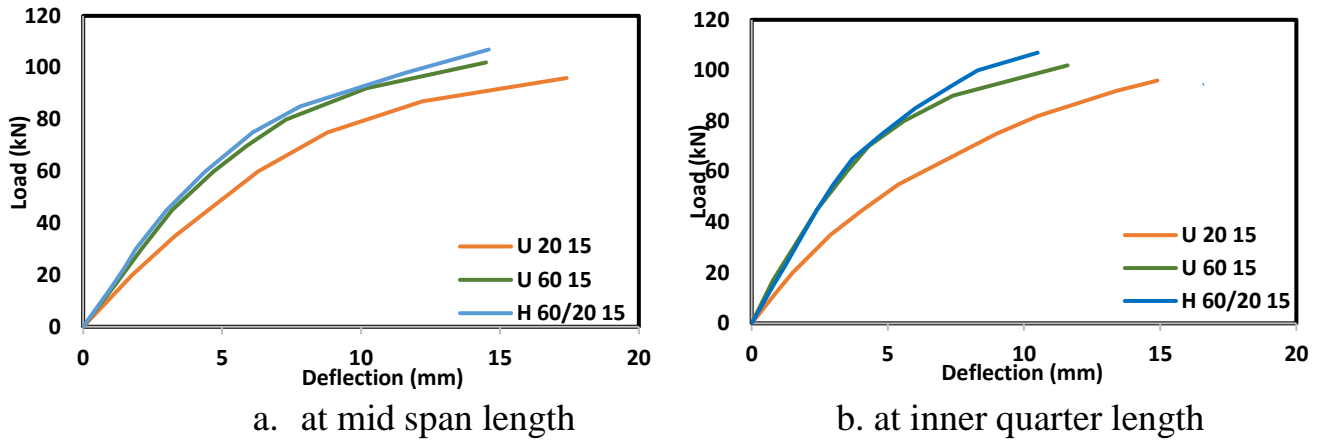 120
100
80
60
40
20
0
Load (kN)
U 20 15
U 60 15
H 60/20 15
0 5 10 15 20
Deflection (mm)
a. at mid span length
120
100
80
60
40
20
0
Load (kN)
U 20 15
U 60 15
H 60/20 15
0 5 10 15 20
Deflection (mm)
b. at inner quarter length